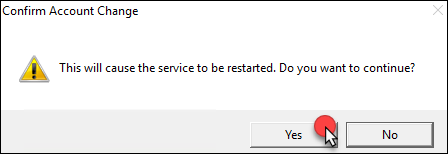 Confirm Account Change
This will cause the service to be restarted. Do you want to continue?
Yes
No